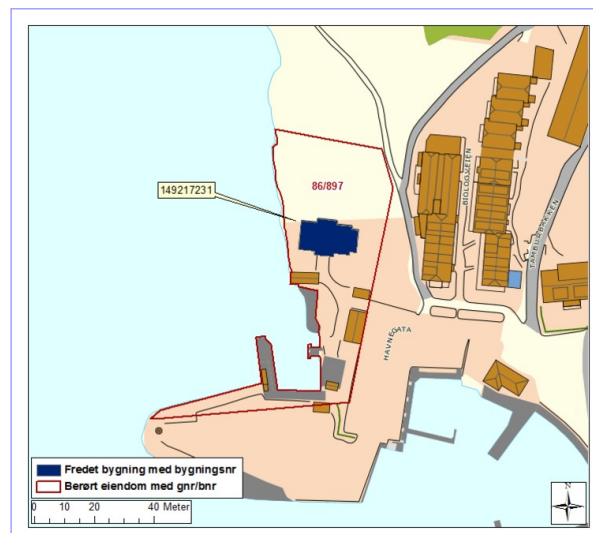 86/897
149217231
BIOLOGVEIEN
TAMBURBAKKEN
HAVNEGATA
Fredet bygning med bygningsnr
Berørt eiendom med gnr/bnr
0 10 20 40 Meter
N